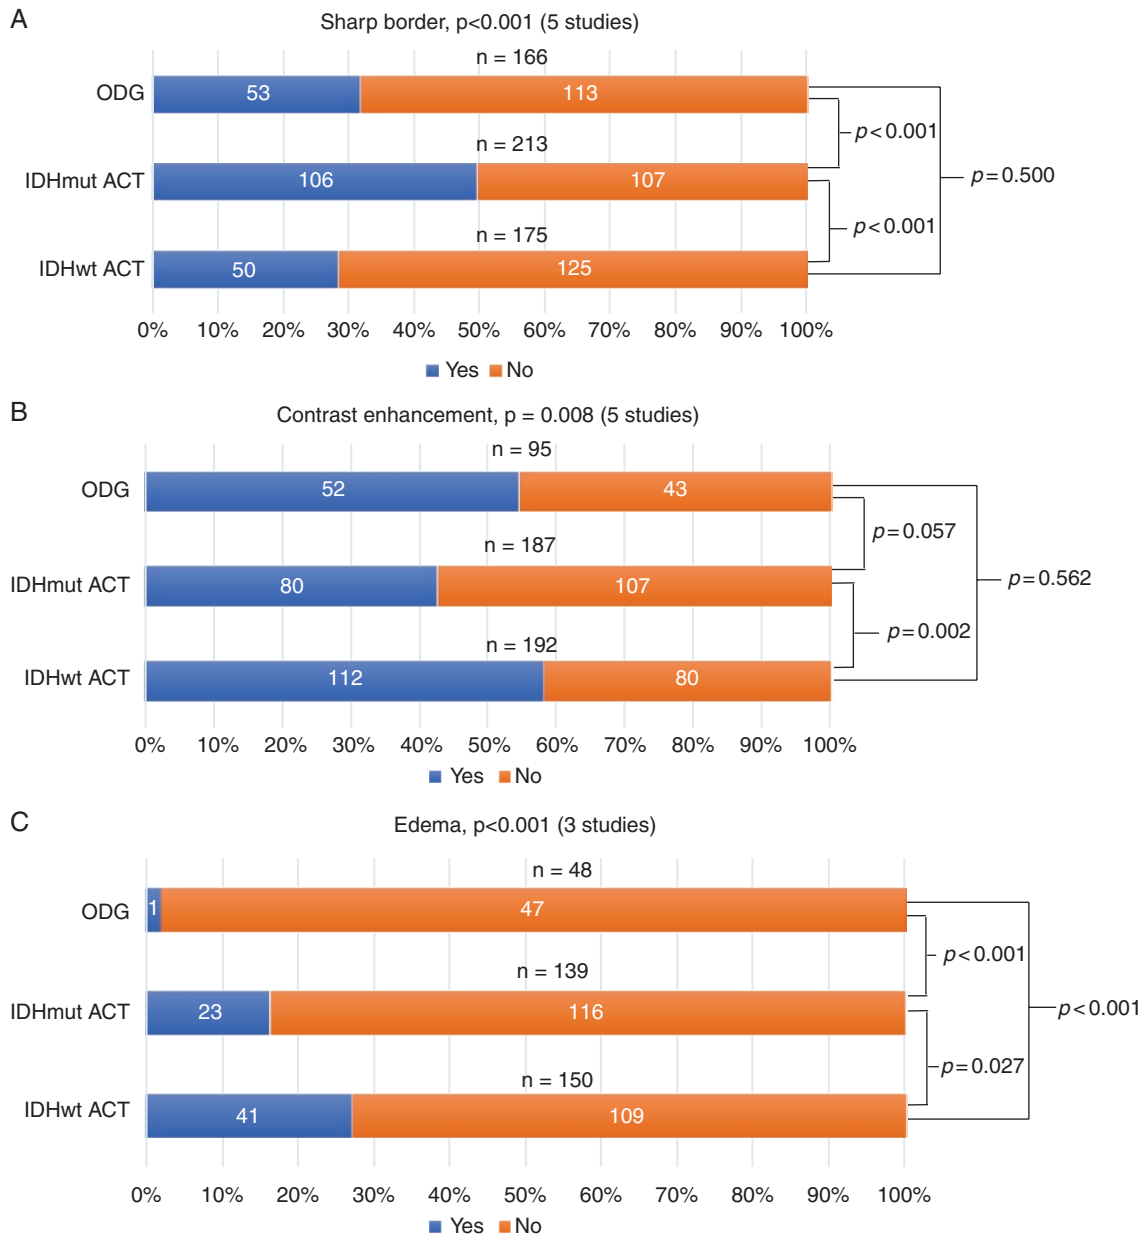 A
Sharp border, p<0.001 (5 studies)
n = 166
ODG 53 113
p<0.001
n = 213
IDHmut ACT 106 107
p=0.500
p<0.001
n = 175
IDHwt ACT 50 125
0% 10% 20% 30% 40% 50% 60% 70% 80% 90% 100%
Yes No
B
Contrast enhancement, p = 0.008 (5 studies)
n = 95
ODG 52 43
p=0.057
n = 187
IDHmut ACT 80 107
p=0.562
p=0.002
n = 192
IDHwt ACT 112 80
0% 10% 20% 30% 40% 50% 60% 70% 80% 90% 100%
Yes No
C
Edema, p<0.001 (3 studies)
n = 48
ODG 1 47
p<0.001
n = 139
IDHmut ACT 23 116
p<0.001
p=0.027
n = 150
IDHwt ACT 41 109
0% 10% 20% 30% 40% 50% 60% 70% 80% 90% 100%
Yes No